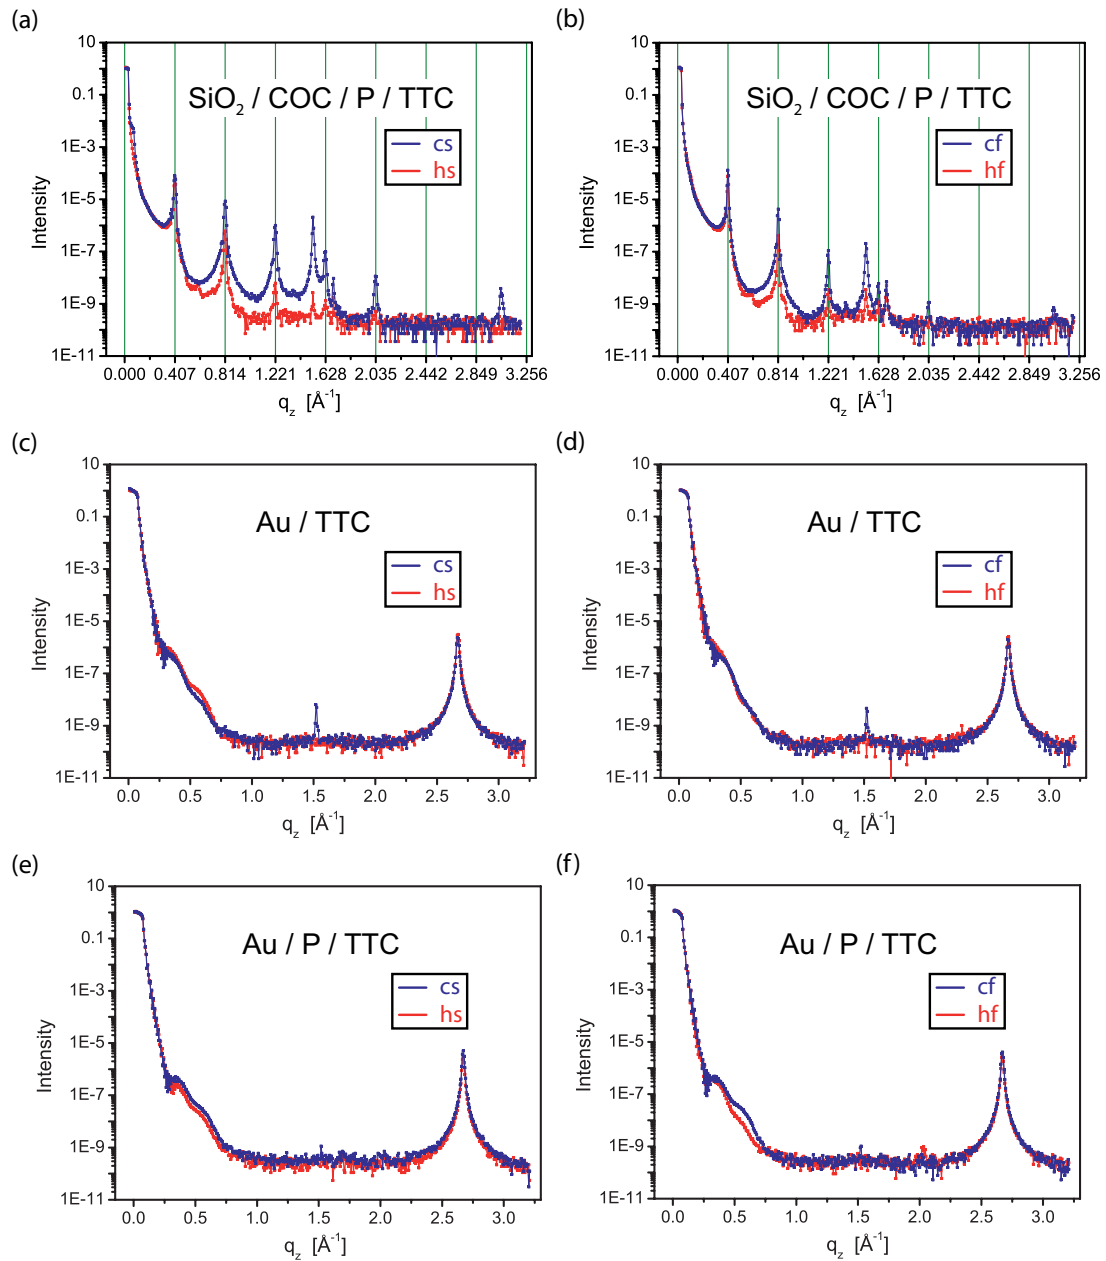 (a)
SiO2 / COC / P / TTC
cs
hs
Intensity
10
0.1
1E-3
1E-5
1E-7
1E-9
1E-11
0.000 0.407 0.814 1.221 1.628 2.035 2.442 2.849 3.256
qz [Å-1]
(b)
SiO2 / COC / P / TTC
cf
hf
Intensity
10
0.1
1E-3
1E-5
1E-7
1E-9
1E-11
0.000 0.407 0.814 1.221 1.628 2.035 2.442 2.849 3.256
qz [Å-1]
(c)
Au / TTC
cs
hs
Intensity
10
0.1
1E-3
1E-5
1E-7
1E-9
1E-11
0.0 0.5 1.0 1.5 2.0 2.5 3.0
qz [Å-1]
(d)
Au / TTC
cf
hf
Intensity
10
0.1
1E-3
1E-5
1E-7
1E-9
1E-11
0.0 0.5 1.0 1.5 2.0 2.5 3.0
qz [Å-1]
(e)
Au / P / TTC
cs
hs
Intensity
10
0.1
1E-3
1E-5
1E-7
1E-9
1E-11
0.0 0.5 1.0 1.5 2.0 2.5 3.0
qz [Å-1]
(f)
Au / P / TTC
cf
hf
Intensity
10
0.1
1E-3
1E-5
1E-7
1E-9
1E-11
0.0 0.5 1.0 1.5 2.0 2.5 3.0
qz [Å-1]